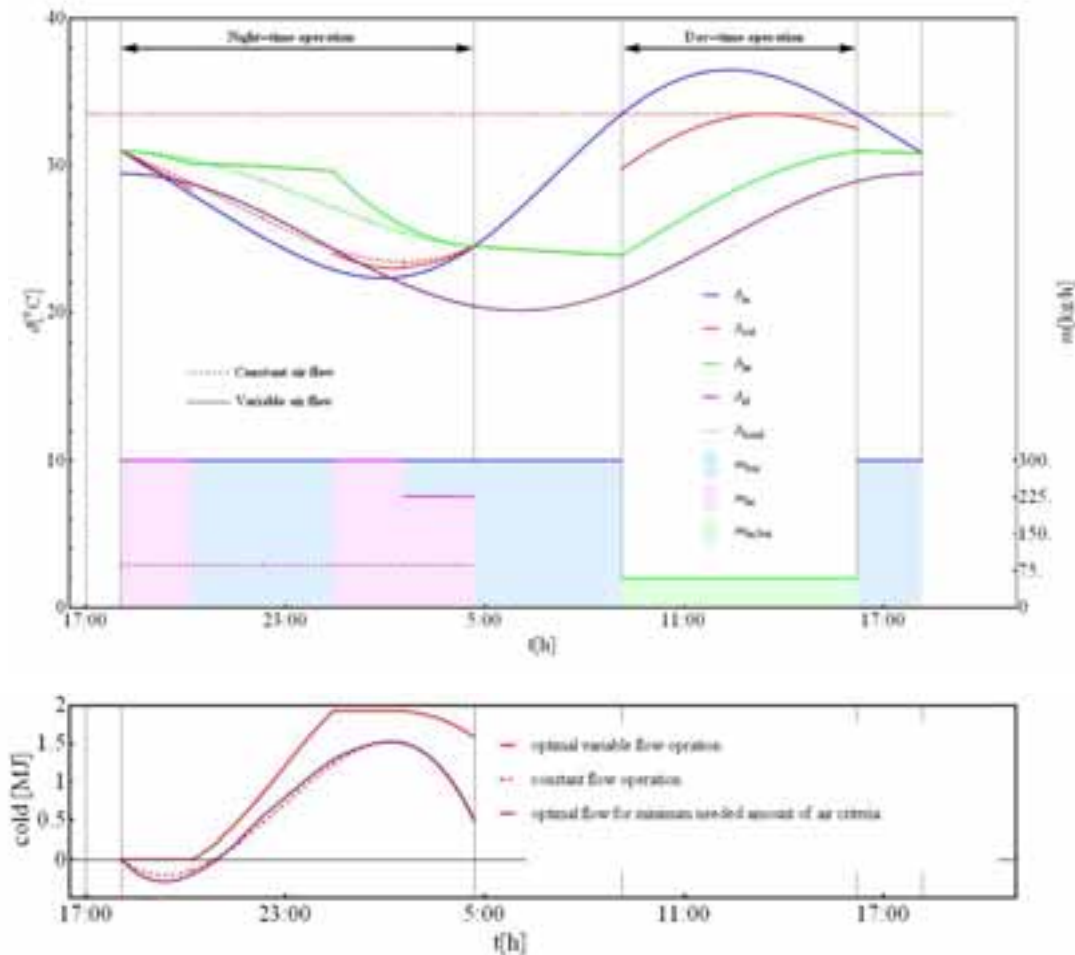 40
Night-time operation
Day-time operation
30
20
ϑ[°C]
m[kg/h]
Constant air flow
Variable air flow
10
300.
225.
150.
75.
0
0
17:00
23:00
5:00
11:00
17:00
t[h]
2
1.5
1
0.5
0
cold [MJ]
optimal variable flow opration
constant flow operation
optimal flow for minimum needed amount of air criteria
17:00
23:00
5:00
11:00
17:00
t[h]